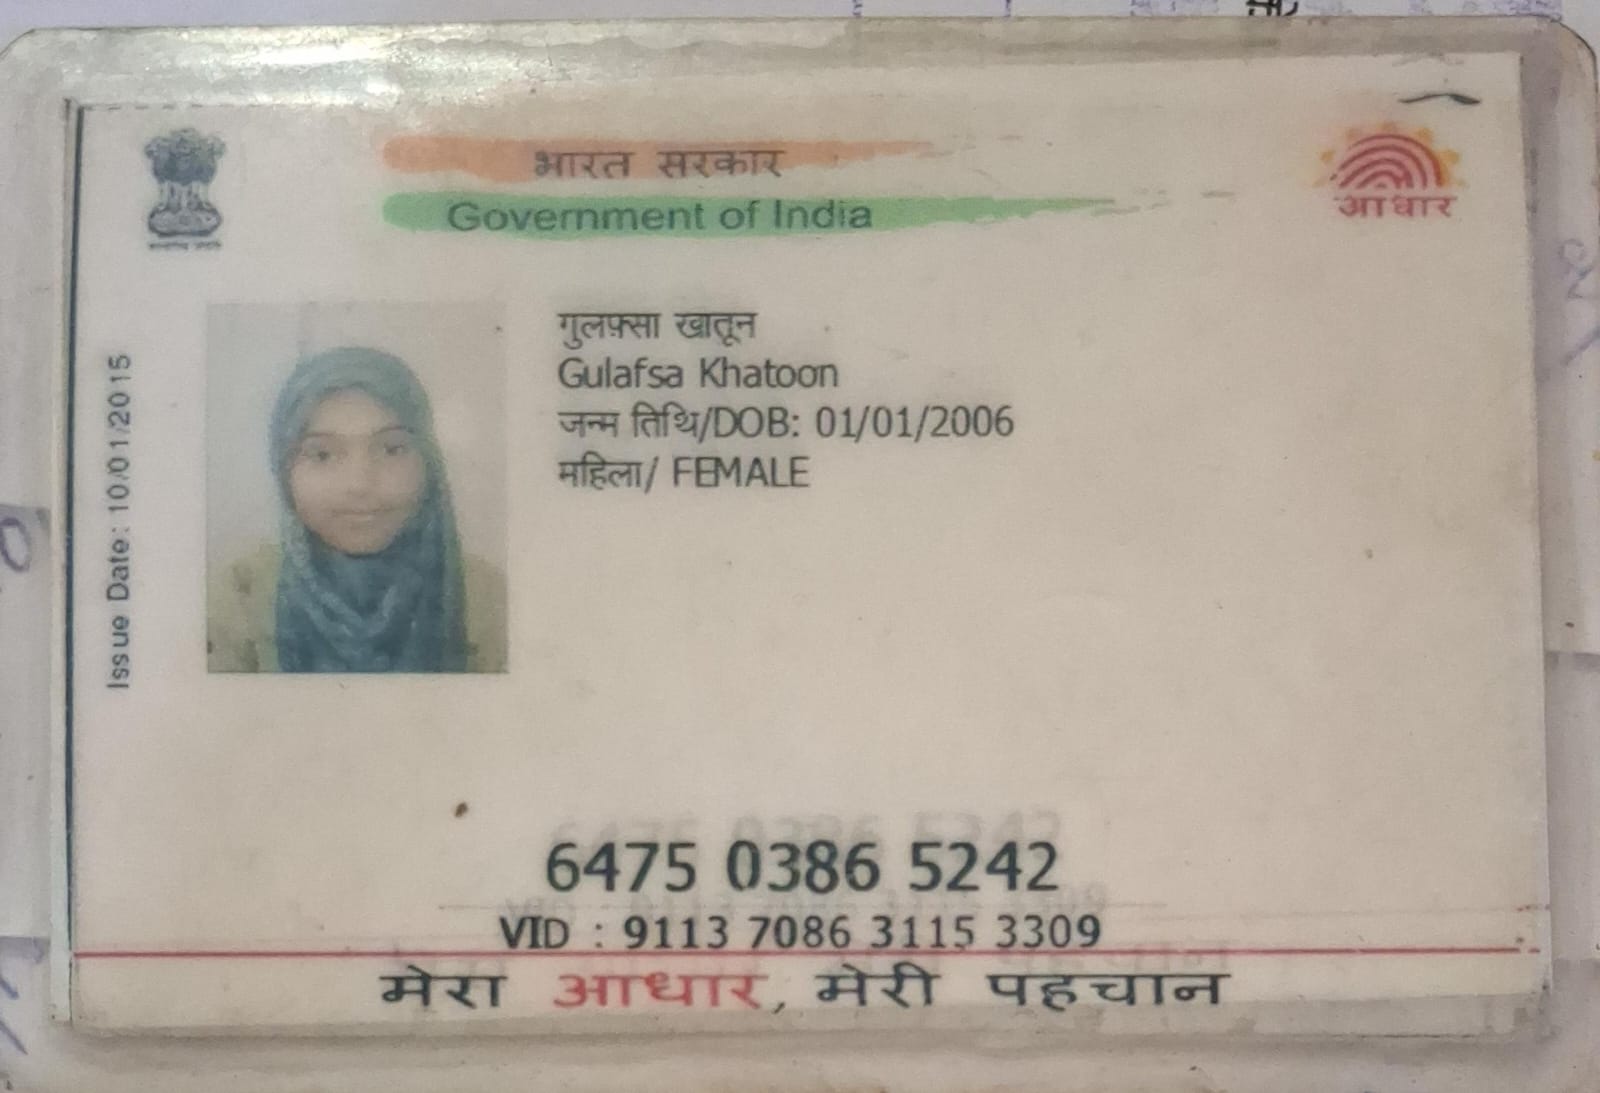 भारत सरकार
Government of India
आधार
Issue Date: 10/01/2015
गुलफ़्सा खातून
Gulafsa Khatoon
जन्म तिथि/DOB: 01/01/2006
महिला/ FEMALE
6475 0386 5242
VID : 9113 7086 3115 3309
मेरा आधार, मेरी पहचान